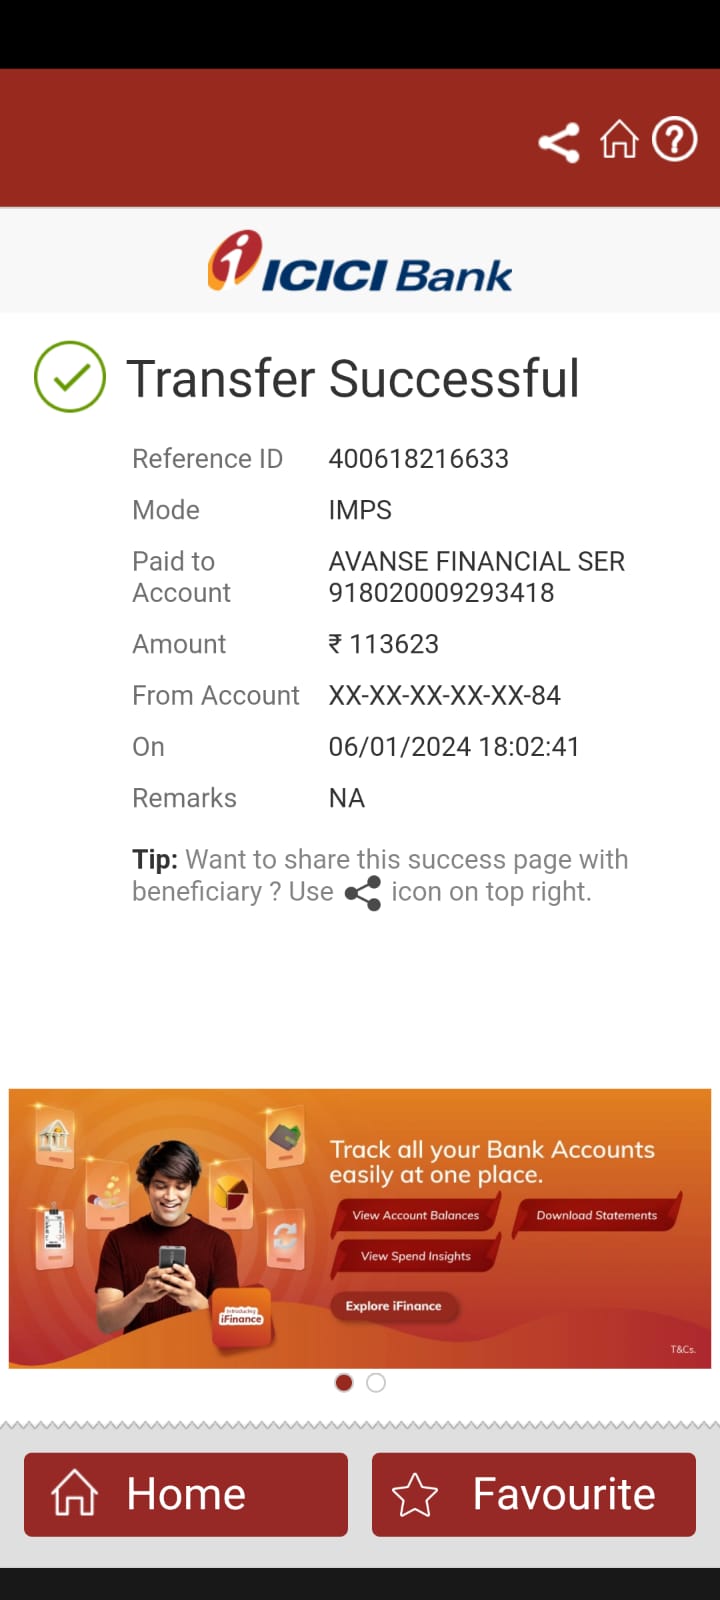 ICICI Bank
Transfer Successful
Reference ID 400618216633
Mode IMPS
Paid to AVANSE FINANCIAL SER
Account 918020009293418
Amount ₹ 113623
From Account XX-XX-XX-XX-XX-84
On 06/01/2024 18:02:41
Remarks NA
Tip: Want to share this success page with
beneficiary ? Use icon on top right.
Track all your Bank Accounts
easily at one place.
View Account Balances Download Statements
View Spend Insights
Explore iFinance
Introducing
iFinance
T&Cs.
Home Favourite